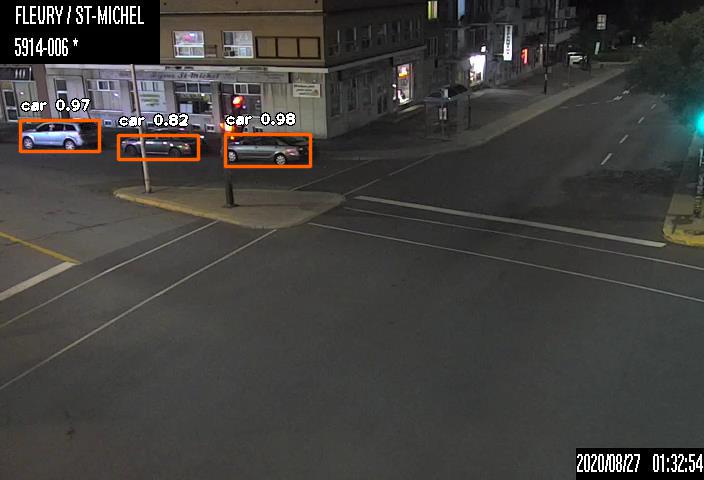 FLEURY / ST-MICHEL
5914-006 *
car 0.97
car 0.82
car 0.98
2020/08/27 01:32:54